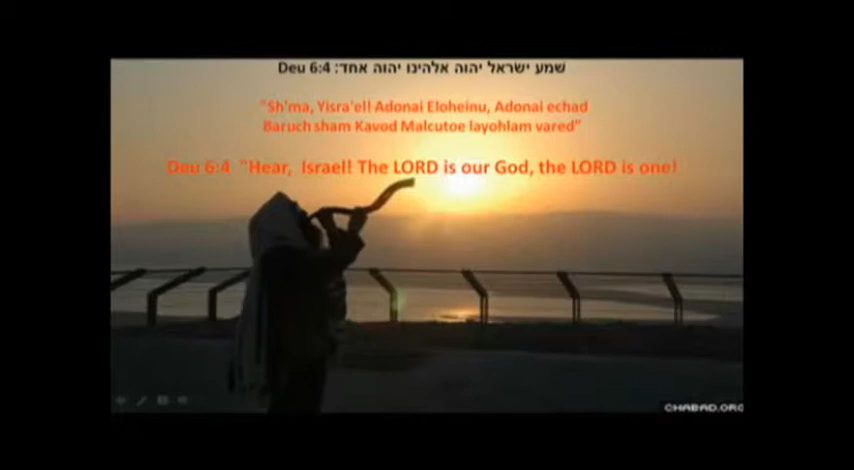 Deu 6:4 שמע ישראל יהוה אלהינו יהוה אחד:
"Sh'ma, Yisra'el! Adonai Eloheinu, Adonai echad
Baruch sham Kavod Malcutoe layohlam vared"
Deu 6:4 "Hear, Israel! The LORD is our God, the LORD is one!
CHABAD.ORG